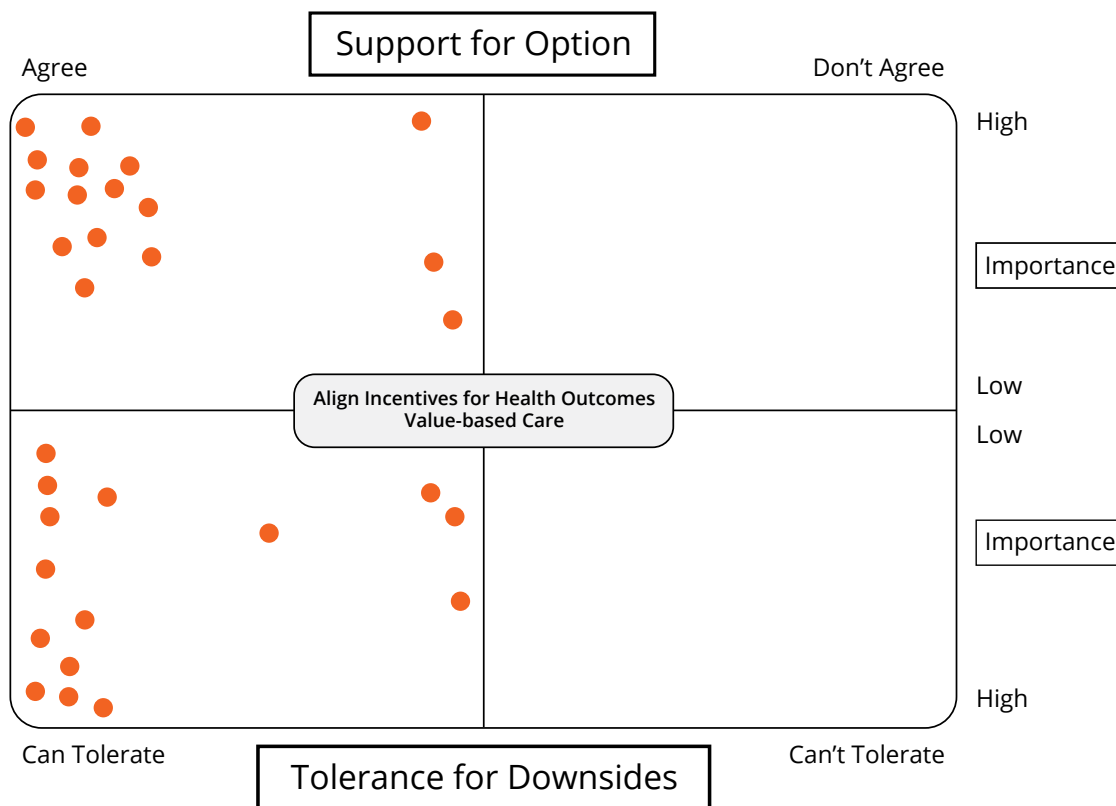 Support for Option
Agree
Don’t Agree
High
Importance
Low
Align Incentives for Health Outcomes
Value-based Care
Low
Importance
High
Can Tolerate
Can’t Tolerate
Tolerance for Downsides